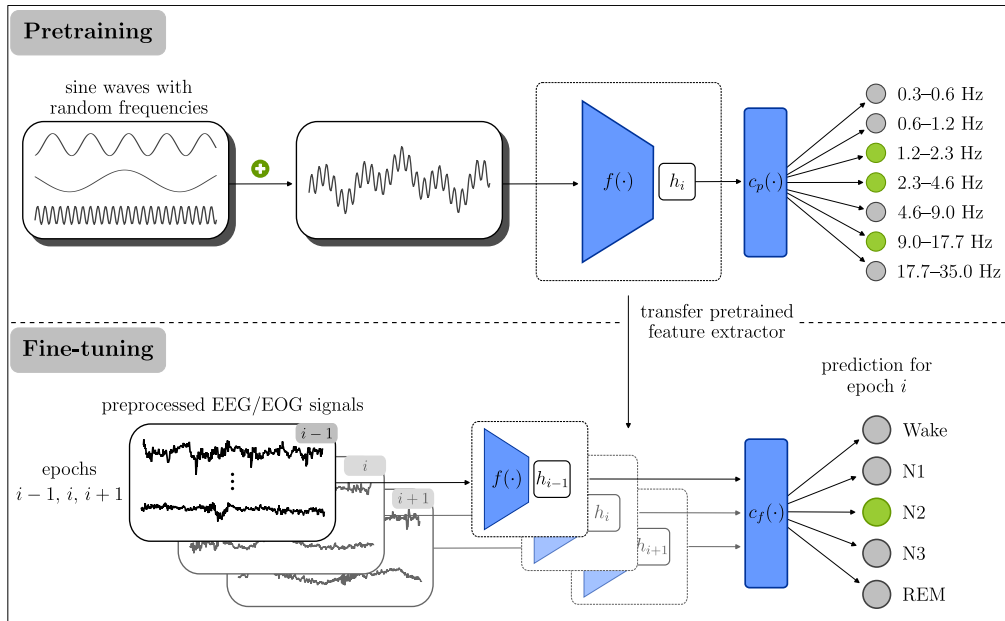 Pretraining
sine waves with
random frequencies
f(·)
h_i
c_p(·)
0.3–0.6 Hz
0.6–1.2 Hz
1.2–2.3 Hz
2.3–4.6 Hz
4.6–9.0 Hz
9.0–17.7 Hz
17.7–35.0 Hz
transfer pretrained
feature extractor
Fine-tuning
preprocessed EEG/EOG signals
epochs
i − 1, i, i + 1
i − 1
i
i + 1
f(·)
h_{i−1}
h_i
h_{i+1}
c_f(·)
prediction for
epoch i
Wake
N1
N2
N3
REM